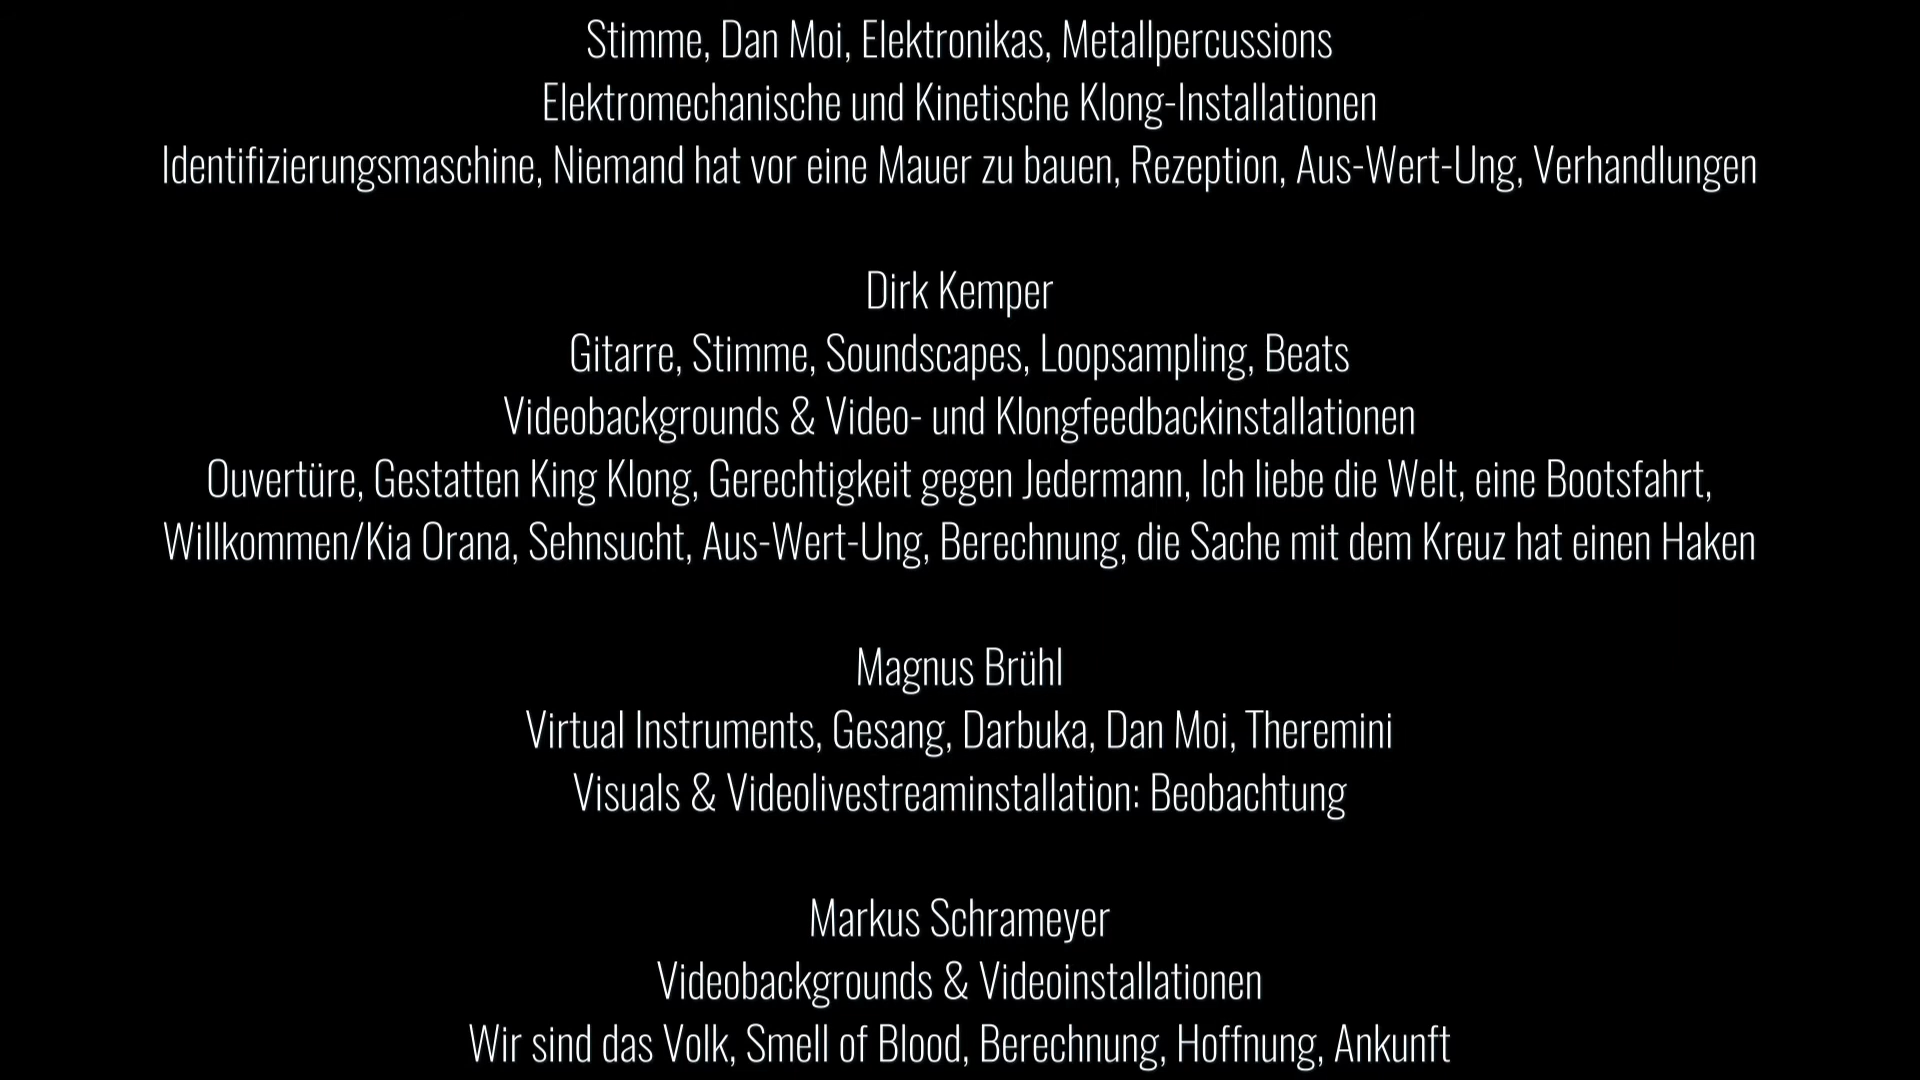 Stimme, Dan Moi, Elektronikas, Metallpercussions
Elektromechanische und Kinetische Klong-Installationen
Identifizierungsmaschine, Niemand hat vor eine Mauer zu bauen, Rezeption, Aus-Wert-Ung, Verhandlungen
Dirk Kemper
Gitarre, Stimme, Soundscapes, Loopsampling, Beats
Videobackgrounds & Video- und Klongfeedbackinstallationen
Ouvertüre, Gestatten King Klong, Gerechtigkeit gegen Jedermann, Ich liebe die Welt, eine Bootsfahrt,
Willkommen/Kia Orana, Sehnsucht, Aus-Wert-Ung, Berechnung, die Sache mit dem Kreuz hat einen Haken
Magnus Brühl
Virtual Instruments, Gesang, Darbuka, Dan Moi, Theremini
Visuals & Videolivestreaminstallation: Beobachtung
Markus Schrameyer
Videobackgrounds & Videoinstallationen
Wir sind das Volk, Smell of Blood, Berechnung, Hoffnung, Ankunft